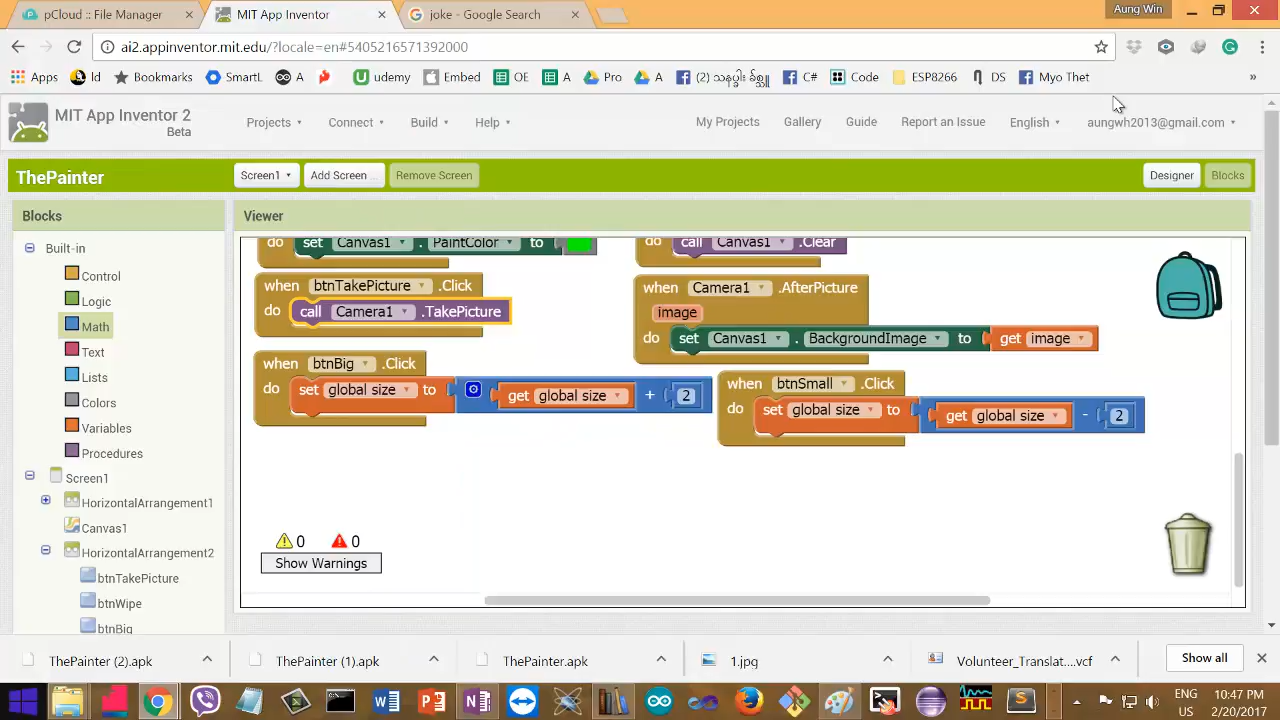 pCloud :: File Manager
MIT App Inventor
joke - Google Search
Aung Win
ai2.appinventor.mit.edu/?locale=en#5405216571392000
Apps
Id
Bookmarks
SmartL
A
udemy
Embed
OE
A
Pro
A
(2)
C#
Code
ESP8266
DS
Myo Thet
»
MIT App Inventor 2
Beta
Projects
Connect
Build
Help
My Projects
Gallery
Guide
Report an Issue
English
aungwh2013@gmail.com
ThePainter
Screen1
Add Screen ...
Remove Screen
Designer
Blocks
Blocks
Viewer
Built-in
Control
Logic
Math
Text
Lists
Colors
Variables
Procedures
Screen1
HorizontalArrangement1
Canvas1
HorizontalArrangement2
btnTakePicture
btnWipe
btnBig
do set Canvas1 . PaintColor to
do call Canvas1 .Clear
when btnTakePicture .Click
do call Camera1 .TakePicture
when Camera1 .AfterPicture
image
do set Canvas1 . BackgroundImage to get image
when btnBig .Click
do set global size to get global size + 2
when btnSmall .Click
do set global size to get global size - 2
0 0
Show Warnings
ThePainter (2).apk
ThePainter (1).apk
ThePainter.apk
1.jpg
Volunteer_Translat....vcf
Show all
ENG
US
10:47 PM
2/20/2017